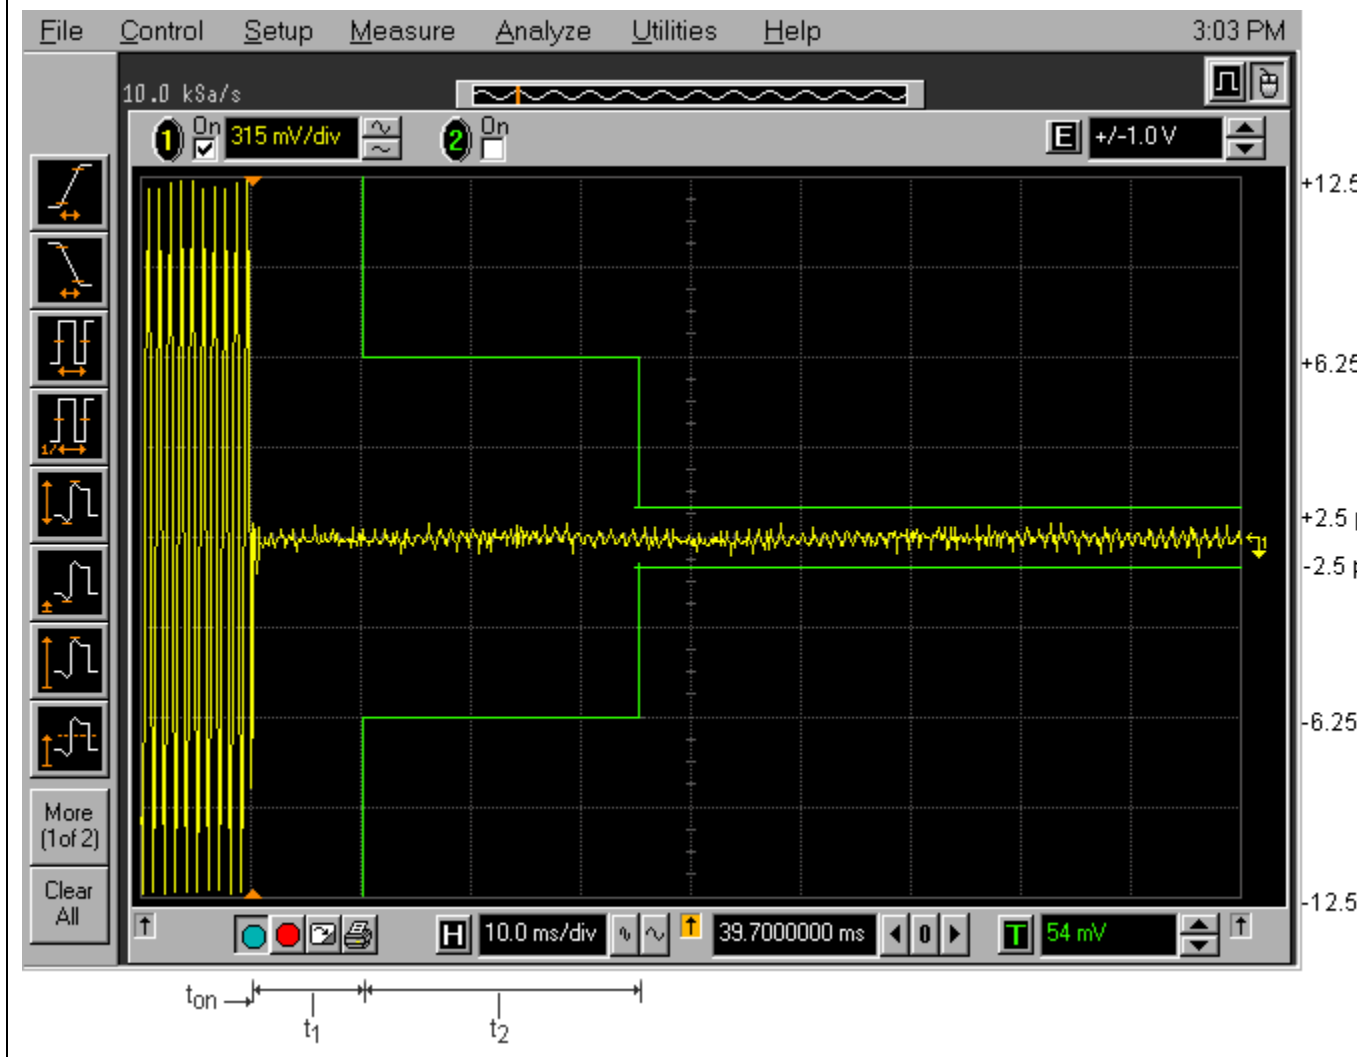 File Control Setup Measure Analyze Utilities Help 3:03 PM
10.0 kSa/s
1 On 315 mV/div 2 On E +/-1.0 V
+12.5
+6.25
+2.5 p
-2.5 p
-6.25
-12.5
1/
More
(1of 2)
Clear
All
H 10.0 ms/div 39.7000000 ms 0 T 54 mV
ton
t1
t2